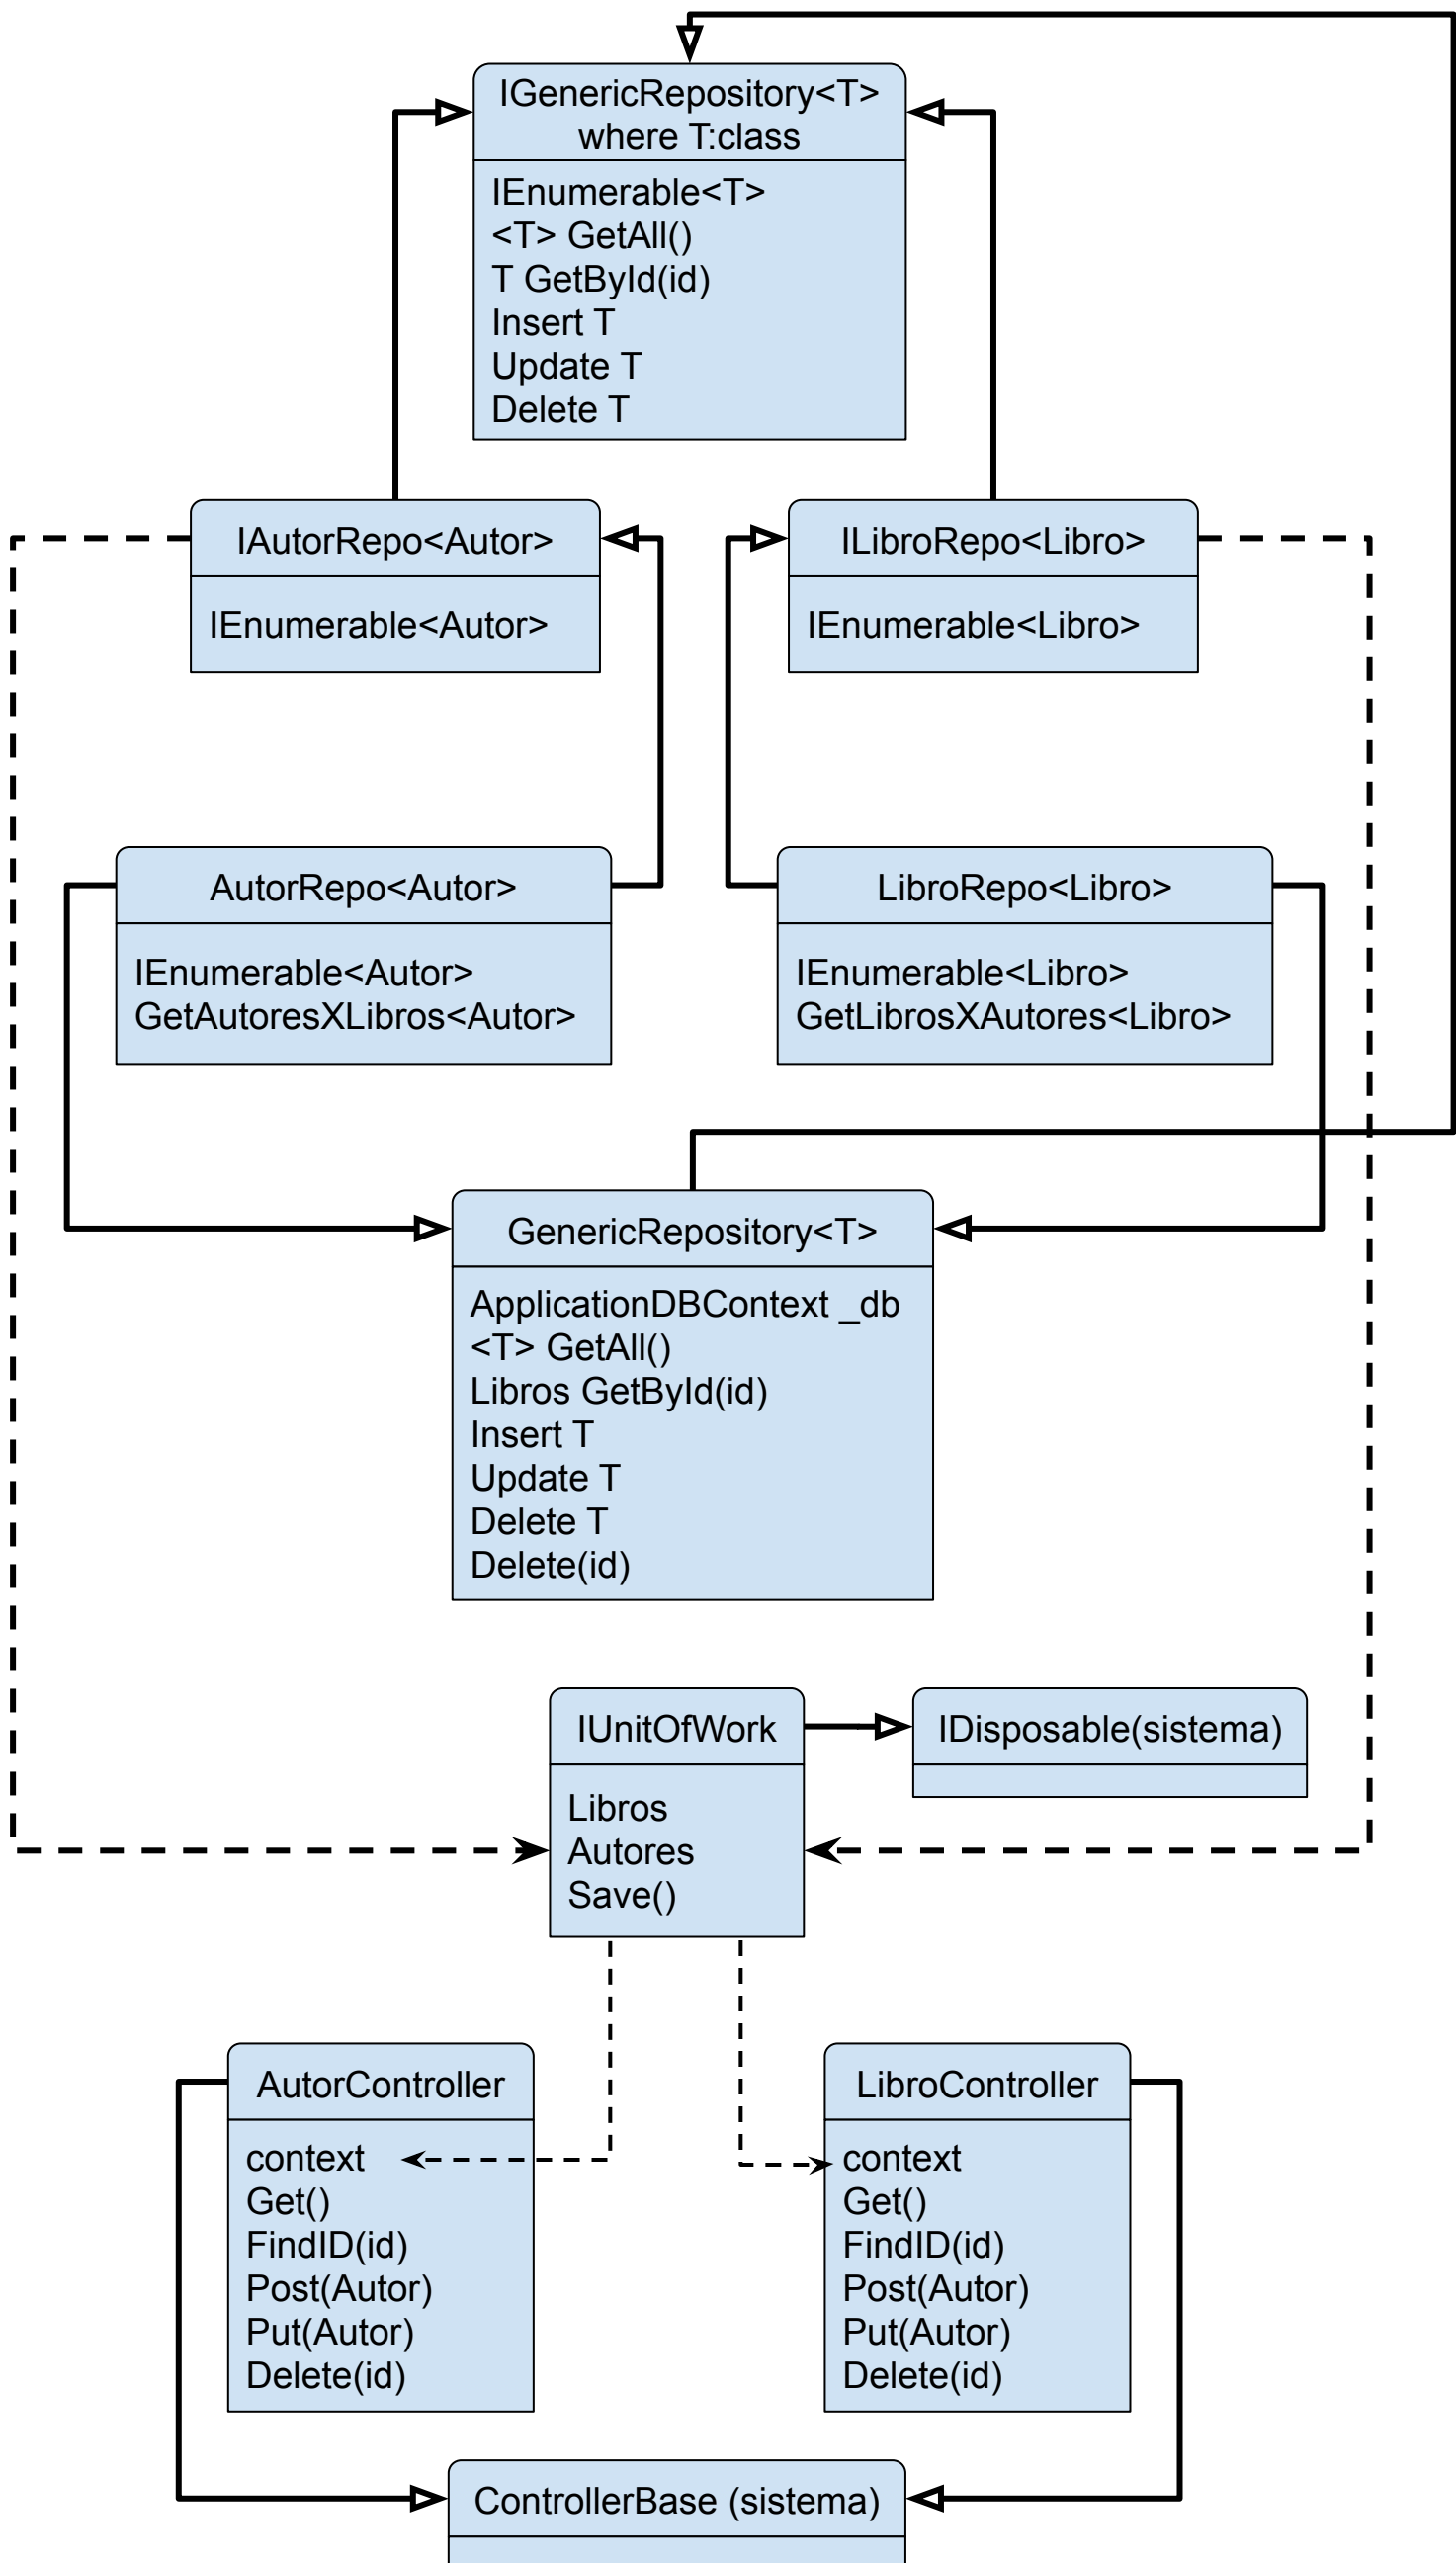 IGenericRepository<T>
where T:class
IEnumerable<T>
<T> GetAll()
T GetById(id)
Insert T
Update T
Delete T
IAutorRepo<Autor>
IEnumerable<Autor>
ILibroRepo<Libro>
IEnumerable<Libro>
AutorRepo<Autor>
IEnumerable<Autor>
GetAutoresXLibros<Autor>
LibroRepo<Libro>
IEnumerable<Libro>
GetLibrosXAutores<Libro>
GenericRepository<T>
ApplicationDBContext _db
<T> GetAll()
Libros GetById(id)
Insert T
Update T
Delete T
Delete(id)
IUnitOfWork
Libros
Autores
Save()
IDisposable(sistema)
AutorController
context
Get()
FindID(id)
Post(Autor)
Put(Autor)
Delete(id)
LibroController
context
Get()
FindID(id)
Post(Autor)
Put(Autor)
Delete(id)
ControllerBase (sistema)